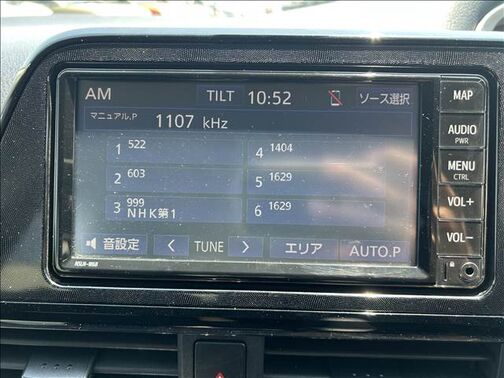 AM TILT 10:52 ソース選択
マニュアル.P 1107 kHz
1 522
2 603
3 999 NHK第1
4 1404
5 1629
6 1629
音設定 < TUNE > エリア AUTO.P
MAP
AUDIO
PWR
MENU
CTRL
VOL+
VOL-
NSLN-W68